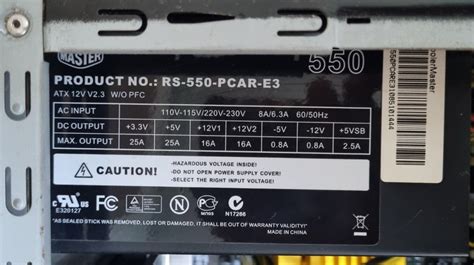 MASTER
550
PRODUCT NO.: RS-550-PCAR-E3
ATX 12V V2.3 W/O PFC
AC INPUT 110V-115V/220V-230V 8A/6.3A 60/50Hz
DC OUTPUT +3.3V +5V +12V1 +12V2 -5V -12V +5VSB
MAX. OUTPUT 25A 25A 16A 16A 0.8A 0.8A 2.5A
CAUTION!
-HAZARDOUS VOLTAGE INSIDE!
-DO NOT OPEN POWER SUPPLY COVER!
-SELECT THE RIGHT INPUT VOLTAGE!
c UL US
E320127
N
N17286
"AS SEALED STICK WAS DESTROYED, LOST OR DAMAGED, IT SHALL BE OUT OF WARRANTY"
MADE IN CHINA